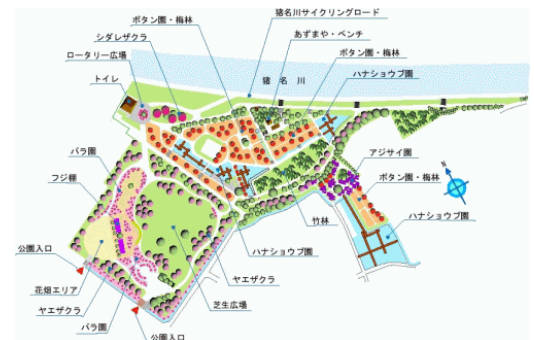 猪名川サイクリングロード
ボタン園・梅林
あずまや・ベンチ
シダレザクラ
ボタン園・梅林
ロータリー広場
猪名川
ハナショウブ園
トイレ
バラ園
アジサイ園
フジ棚
ボタン園・梅林
N
竹林
ハナショウブ園
公園入口
ハナショウブ園
花畑エリア
ヤエザクラ
ヤエザクラ
芝生広場
バラ園
公園入口